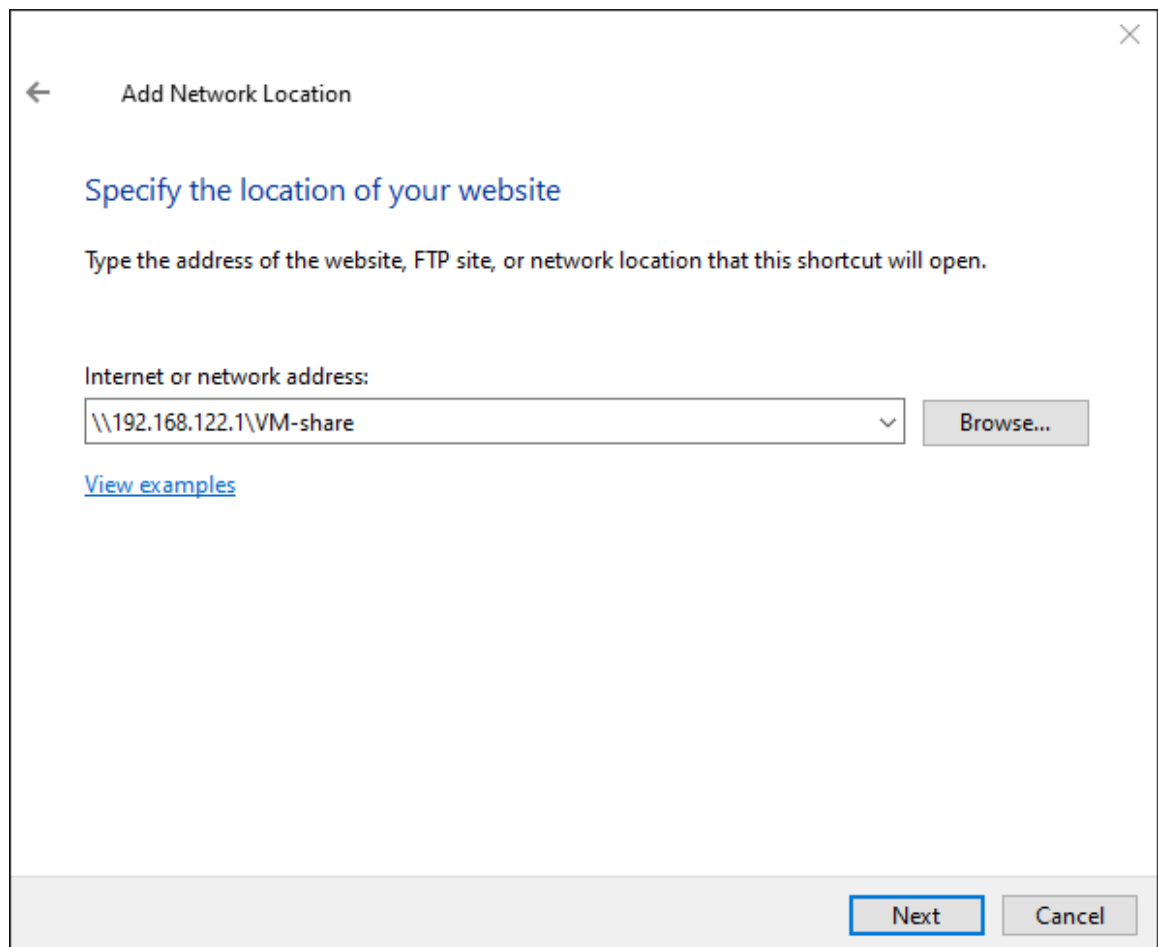 Add Network Location
Specify the location of your website
Type the address of the website, FTP site, or network location that this shortcut will open.
Internet or network address:
\\192.168.122.1\VM-share
Browse...
View examples
Next
Cancel